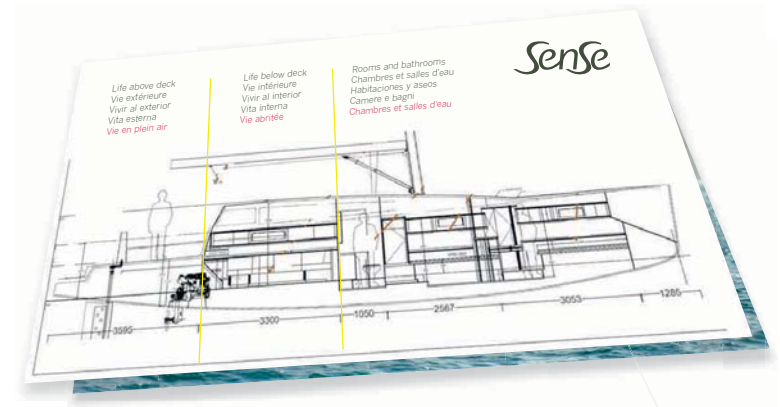 Life above deck
Vie extérieure
Vivir al exterior
Vita esterna
Vie en plein air
Life below deck
Vie intérieure
Vivir al interior
Vita interna
Vie abritée
Rooms and bathrooms
Chambres et salles d'eau
Habitaciones y aseos
Camere e bagni
Chambres et salles d'eau
SenSe
3595
3300
1050
2567
3053
1285